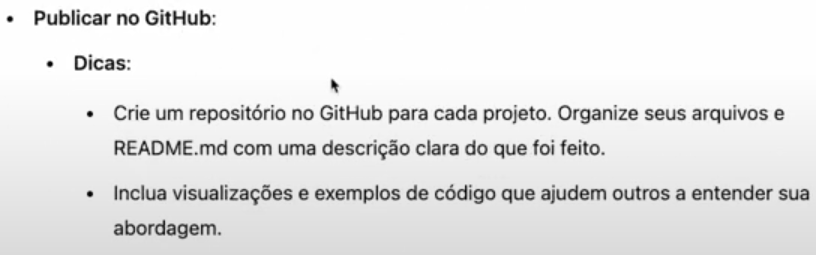 • Publicar no GitHub:
• Dicas:
• Crie um repositório no GitHub para cada projeto. Organize seus arquivos e
README.md com uma descrição clara do que foi feito.
• Inclua visualizações e exemplos de código que ajudem outros a entender sua
abordagem.